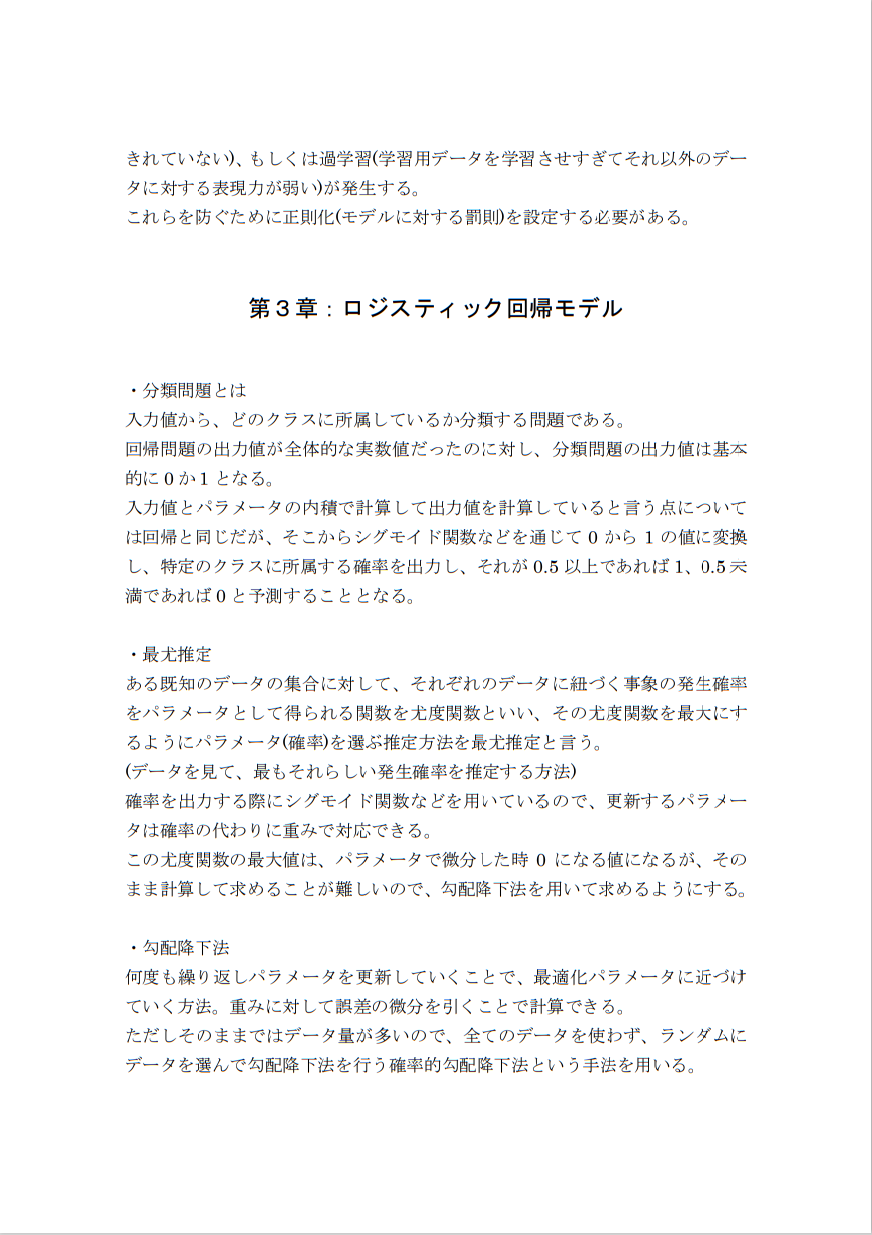 きれていない)、もしくは過学習(学習用データを学習させすぎてそれ以外のデー
タに対する表現力が弱い)が発生する。
これらを防ぐために正則化(モデルに対する罰則)を設定する必要がある。
第３章：ロジスティック回帰モデル
・分類問題とは
入力値から、どのクラスに所属しているか分類する問題である。
回帰問題の出力値が全体的な実数値だったのに対し、分類問題の出力値は基本
的に 0 か 1 となる。
入力値とパラメータの内積で計算して出力値を計算していると言う点について
は回帰と同じだが、そこからシグモイド関数などを通じて 0 から 1 の値に変換
し、特定のクラスに所属する確率を出力し、それが 0.5 以上であれば 1、0.5 未
満であれば 0 と予測することとなる。
・最尤推定
ある既知のデータの集合に対して、それぞれのデータに紐づく事象の発生確率
をパラメータとして得られる関数を尤度関数といい、その尤度関数を最大にす
るようにパラメータ(確率)を選ぶ推定方法を最尤推定と言う。
(データを見て、最もそれらしい発生確率を推定する方法)
確率を出力する際にシグモイド関数などを用いているので、更新するパラメー
タは確率の代わりに重みで対応できる。
この尤度関数の最大値は、パラメータで微分した時 0 になる値になるが、その
まま計算して求めることが難しいので、勾配降下法を用いて求めるようにする。
・勾配降下法
何度も繰り返しパラメータを更新していくことで、最適化パラメータに近づけ
ていく方法。重みに対して誤差の微分を引くことで計算できる。
ただしそのままではデータ量が多いので、全てのデータを使わず、ランダムに
データを選んで勾配降下法を行う確率的勾配降下法という手法を用いる。